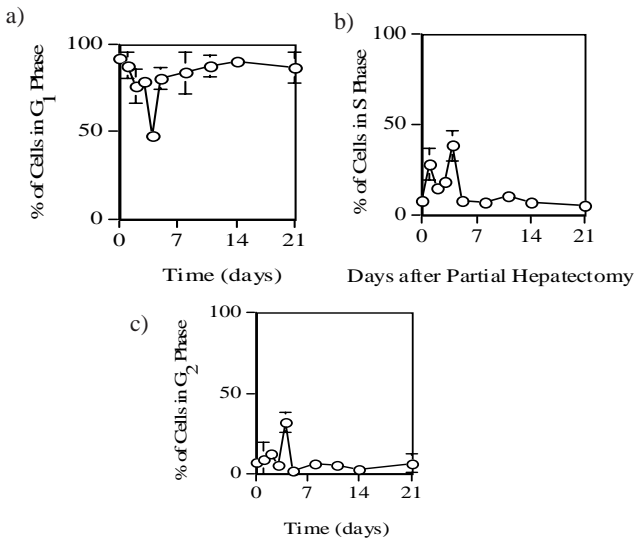 a)
% of Cells in G1 Phase
100
50
0
0 7 14 21
Time (days)
b)
% of Cells in S Phase
100
50
0
0 7 14 21
Days after Partial Hepatectomy
c)
% of Cells in G2 Phase
100
50
0
0 7 14 21
Time (days)